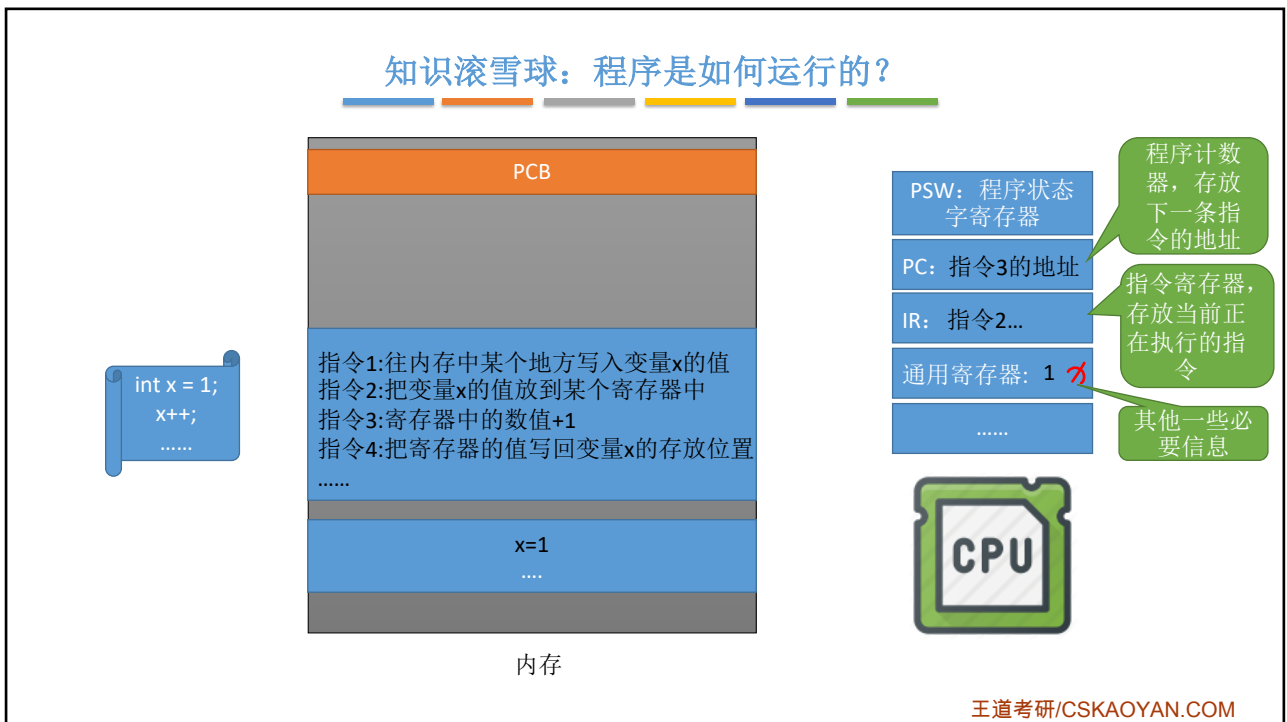 知识滚雪球：程序是如何运行的？
PCB
指令1:往内存中某个地方写入变量x的值
指令2:把变量x的值放到某个寄存器中
指令3:寄存器中的数值+1
指令4:把寄存器的值写回变量x的存放位置
......
x=1
....
内存
int x = 1;
x++;
......
PSW：程序状态
字寄存器
PC：指令3的地址
IR： 指令2...
通用寄存器: 1
......
程序计数
器，存放
下一条指
令的地址
指令寄存器，
存放当前正
在执行的指
令
其他一些必
要信息
CPU
王道考研/CSKAOYAN.COM